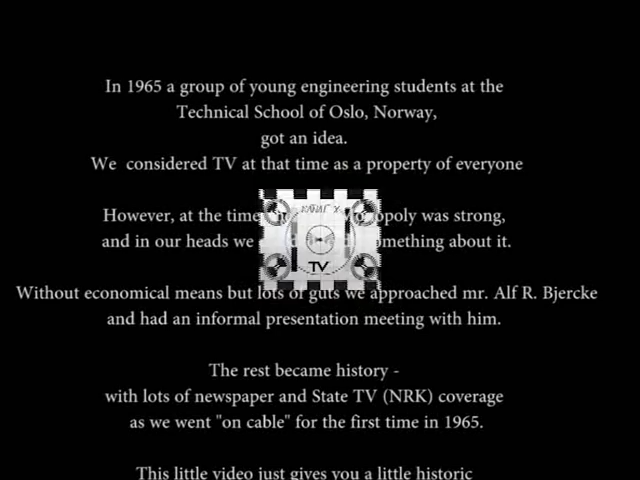 In 1965 a group of young engineering students at the
Technical School of Oslo, Norway,
got an idea.
We considered TV at that time as a property of everyone
However, at the time opoly was strong,
and in our heads we something about it.
TV
Without economical means but lots of guts we approached mr. Alf R. Bjercke
and had an informal presentation meeting with him.
The rest became history -
with lots of newspaper and State TV (NRK) coverage
as we went "on cable" for the first time in 1965.
This little video just gives you a little historic